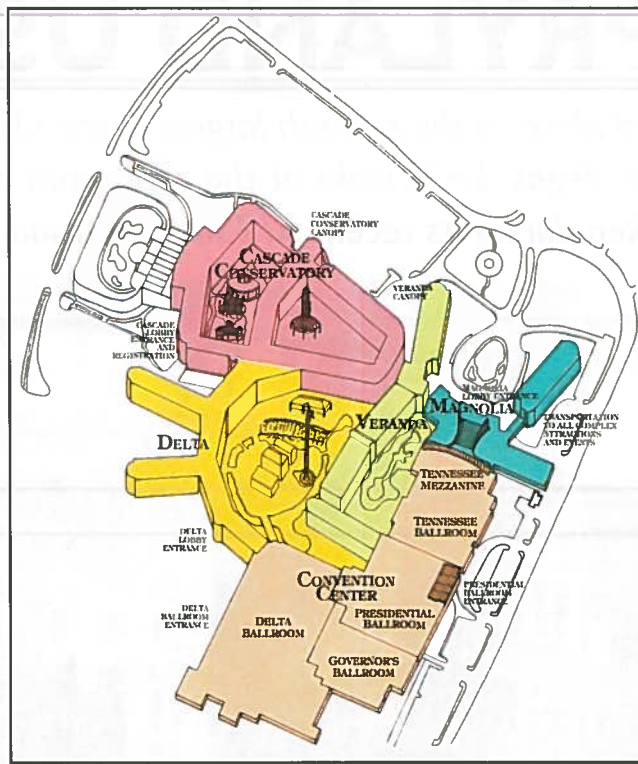 CASCADE
CONSERVATORY
CANOPY
CASCADE
CONSERVATORY
VERANDA
CANOPY
CASCADE
LOBBY
ENTRANCE
AND
REGISTRATION
MAGNOLIA
LOBBY ENTRANCE
MAGNOLIA
VERANDA
DELTA
TRANSPORTATION
TO ALL COMPLEX
ATTRACTIONS
AND EVENTS
TENNESSEE
MEZZANINE
TENNESSEE
BALLROOM
DELTA
LOBBY
ENTRANCE
CONVENTION
CENTER
PRESIDENTIAL
BALLROOM
ENTRANCE
DELTA
BALLROOM
ENTRANCE
DELTA
BALLROOM
PRESIDENTIAL
BALLROOM
GOVERNOR'S
BALLROOM